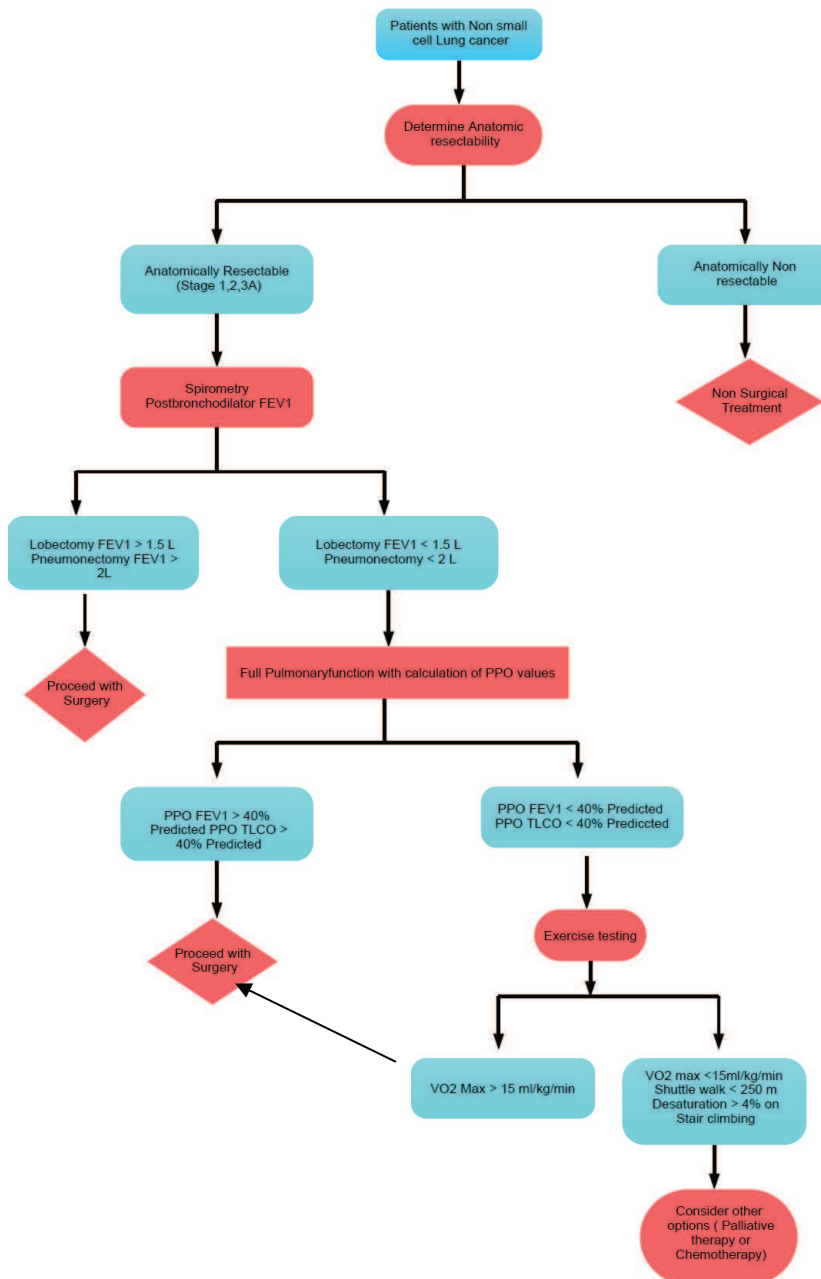 Patients with Non small
cell Lung cancer
Determine Anatomic
resectability
Anatomically Resectable
(Stage 1,2,3A)
Anatomically Non
resectable
Spirometry
Postbronchodilator FEV1
Non Surgical
Treatment
Lobectomy FEV1 > 1.5 L
Pneumonectomy FEV1 >
2L
Lobectomy FEV1 < 1.5 L
Pneumonectomy < 2 L
Proceed with
Surgery
Full Pulmonaryfunction with calculation of PPO values
PPO FEV1 > 40%
Predicted PPO TLCO >
40% Predicted
PPO FEV1 < 40% Predicted
PPO TLCO < 40% Prediccted
Proceed with
Surgery
Exercise testing
VO2 Max > 15 ml/kg/min
VO2 max <15ml/kg/min
Shuttle walk < 250 m
Desaturation > 4% on
Stair climbing
Consider other
options ( Palliative
therapy or
Chemotherapy)